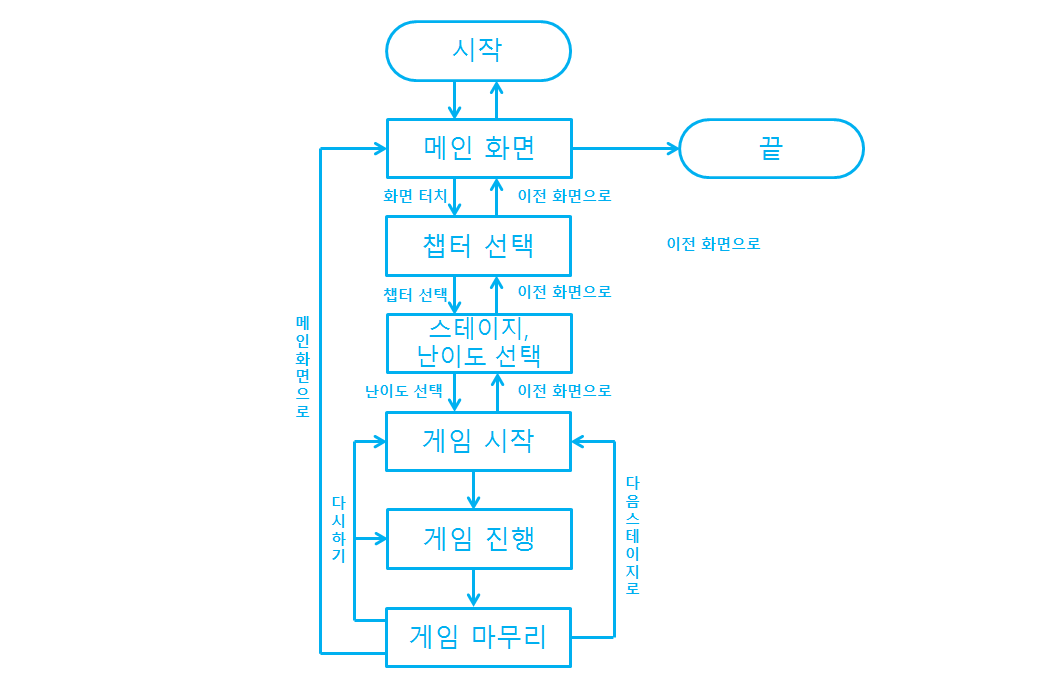 시작
메인 화면
끝
화면 터치
이전 화면으로
챕터 선택
이전 화면으로
챕터 선택
이전 화면으로
스테이지,
난이도 선택
난이도 선택
이전 화면으로
메인화면으로
게임 시작
다시하기
다음스테이지로
게임 진행
게임 마무리